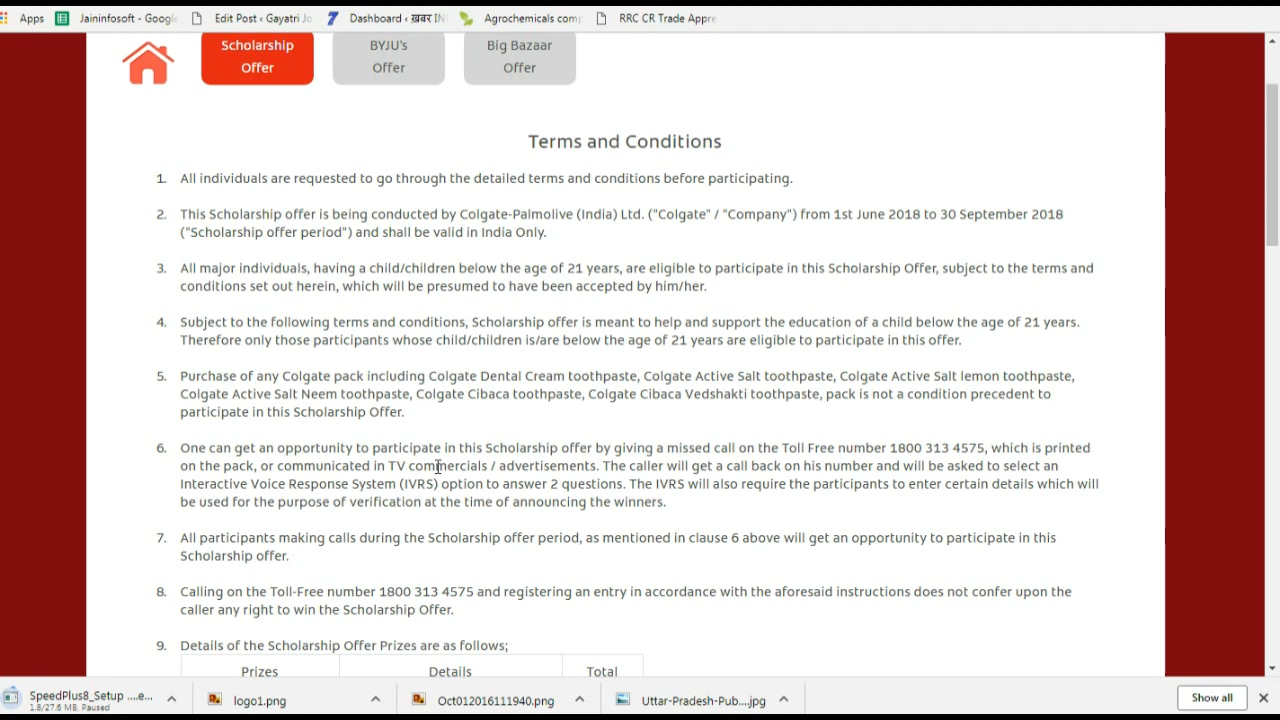 Apps Jaininfosoft - Google Edit Post ‹ Gayatri Jo Dashboard ‹ ख़बर IN Agrochemicals com RRC CR Trade Appre
Scholarship
Offer
BYJU's
Offer
Big Bazaar
Offer
Terms and Conditions
1. All individuals are requested to go through the detailed terms and conditions before participating.
2. This Scholarship offer is being conducted by Colgate-Palmolive (India) Ltd. ("Colgate" / "Company") from 1st June 2018 to 30 September 2018
("Scholarship offer period") and shall be valid in India Only.
3. All major individuals, having a child/children below the age of 21 years, are eligible to participate in this Scholarship Offer, subject to the terms and
conditions set out herein, which will be presumed to have been accepted by him/her.
4. Subject to the following terms and conditions, Scholarship offer is meant to help and support the education of a child below the age of 21 years.
Therefore only those participants whose child/children is/are below the age of 21 years are eligible to participate in this offer.
5. Purchase of any Colgate pack including Colgate Dental Cream toothpaste, Colgate Active Salt toothpaste, Colgate Active Salt lemon toothpaste,
Colgate Active Salt Neem toothpaste, Colgate Cibaca toothpaste, Colgate Cibaca Vedshakti toothpaste, pack is not a condition precedent to
participate in this Scholarship Offer.
6. One can get an opportunity to participate in this Scholarship offer by giving a missed call on the Toll Free number 1800 313 4575, which is printed
on the pack, or communicated in TV commercials / advertisements. The caller will get a call back on his number and will be asked to select an
Interactive Voice Response System (IVRS) option to answer 2 questions. The IVRS will also require the participants to enter certain details which will
be used for the purpose of verification at the time of announcing the winners.
7. All participants making calls during the Scholarship offer period, as mentioned in clause 6 above will get an opportunity to participate in this
Scholarship offer.
8. Calling on the Toll-Free number 1800 313 4575 and registering an entry in accordance with the aforesaid instructions does not confer upon the
caller any right to win the Scholarship Offer.
9. Details of the Scholarship Offer Prizes are as follows;
Prizes Details Total
SpeedPlus8_Setup ....e...
1.8/27.6 MB, Paused
logo1.png
Oct012016111940.png
Uttar-Pradesh-Pub....jpg
Show all